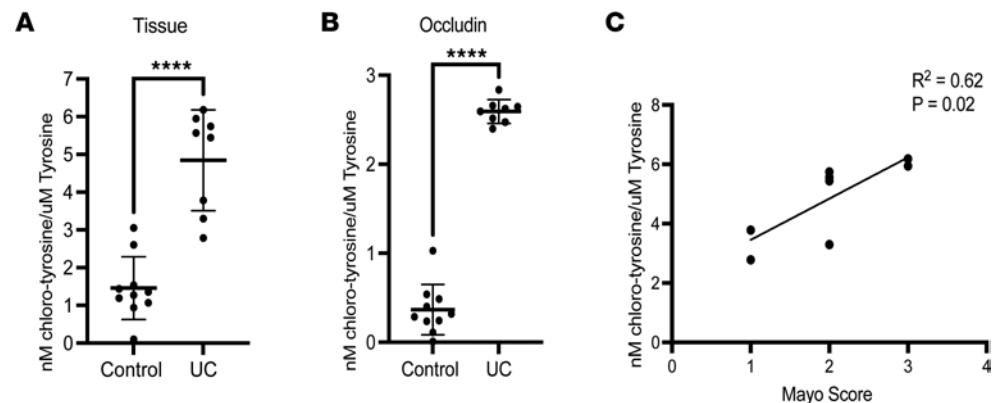 A
Tissue
****
nM chloro-tyrosine/uM Tyrosine
7
6
5
4
3
2
1
0
Control
UC
B
Occludin
****
nM chloro-tyrosine/uM Tyrosine
3
2
1
0
Control
UC
C
R² = 0.62
P = 0.02
nM chloro-tyrosine/uM Tyrosine
8
6
4
2
0
0
1
2
3
4
Mayo Score